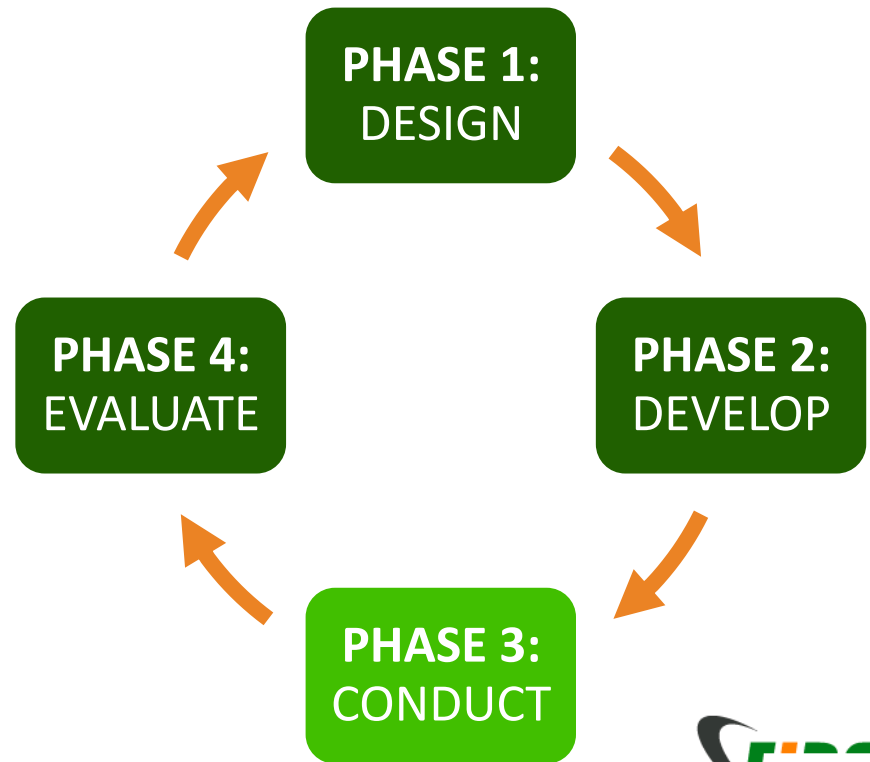 PHASE 1:
DESIGN
PHASE 4:
EVALUATE
PHASE 2:
DEVELOP
PHASE 3:
CONDUCT